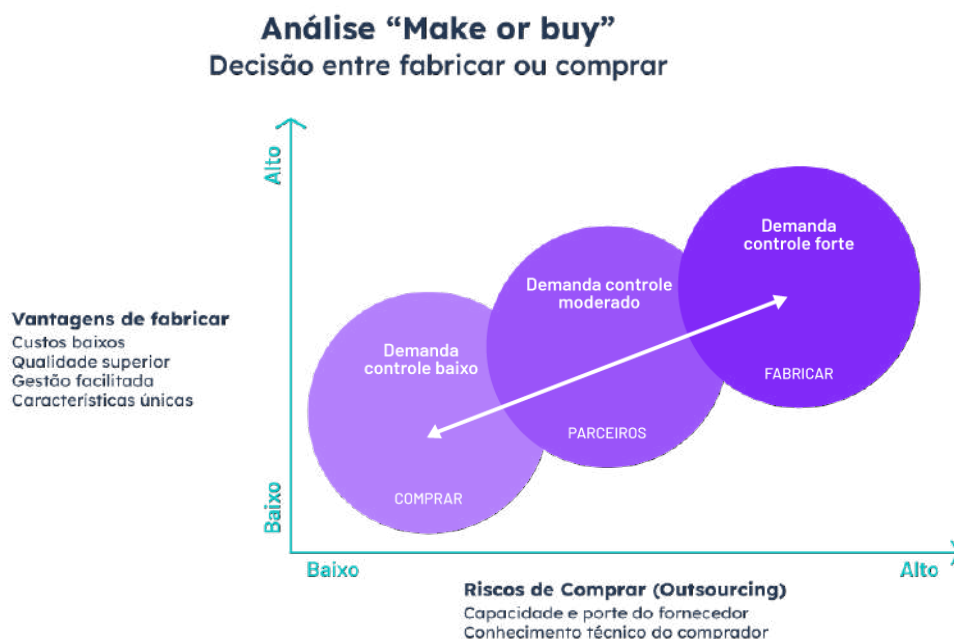 Análise “Make or buy”
Decisão entre fabricar ou comprar
Alto
Demanda
controle forte
Demanda controle
moderado
Vantagens de fabricar
Custos baixos
Qualidade superior
Gestão facilitada
Características únicas
Demanda
controle baixo
FABRICAR
PARCEIROS
COMPRAR
Baixo
Baixo
Alto
Riscos de Comprar (Outsourcing)
Capacidade e porte do fornecedor
Conhecimento técnico do comprador